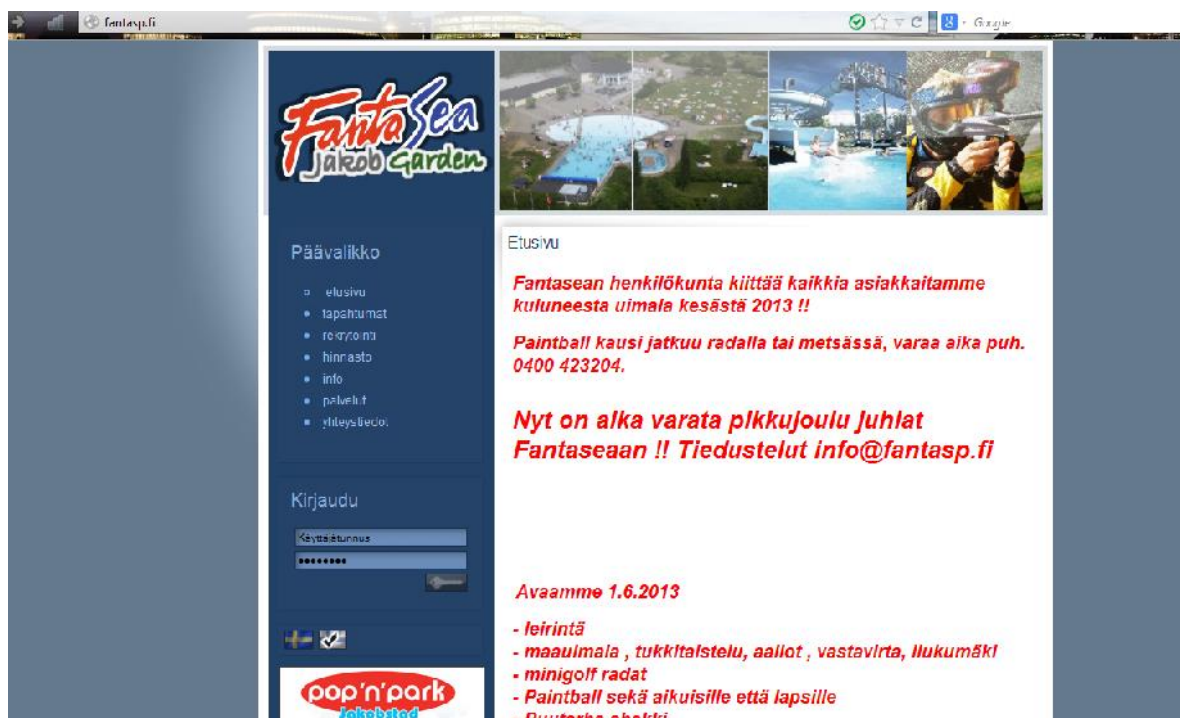 fantasp.fi
Google
FantaSea
Jakob Garden
Päävalikko
etusivu
tapahtumat
rekrytointi
hinnasto
info
palvelut
yhteystiedot
Kirjaudu
Käyttäjätunnus
pop'n'park
Jakobstad
Etusivu
Fantasean henkilökunta kiittää kaikkia asiakkaitamme
kuluneesta uimala kesästä 2013 !!
Paintball kausi jatkuu radalla tai metsässä, varaa aika puh.
0400 423204.
Nyt on aika varata pikkujoulu juhlat
Fantaseaan !! Tiedustelut info@fantasp.fi
Avaamme 1.6.2013
- leirintä
- maauimala , tukkitaistelu, aallot , vastavirta, liukumäki
- minigolf radat
- Paintball sekä aikuisille että lapsille